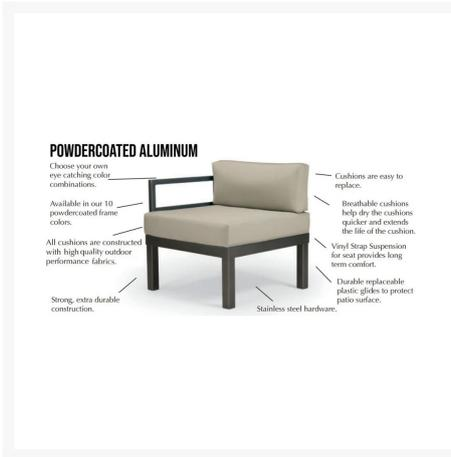 POWDERCOATED ALUMINUM
Choose your own
eye catching color
combinations.
Available in our 10
powdercoated frame
colors.
All cushions are constructed
with high quality outdoor
performance fabrics.
Strong, extra durable
construction.
Cushions are easy to
replace.
Breathable cushions
help dry the cushions
quicker and extends
the life of the cushion.
Vinyl Strap Suspension
for seat provides long
term comfort.
Durable replaceable
plastic glides to protect
patio surface.
Stainless steel hardware.